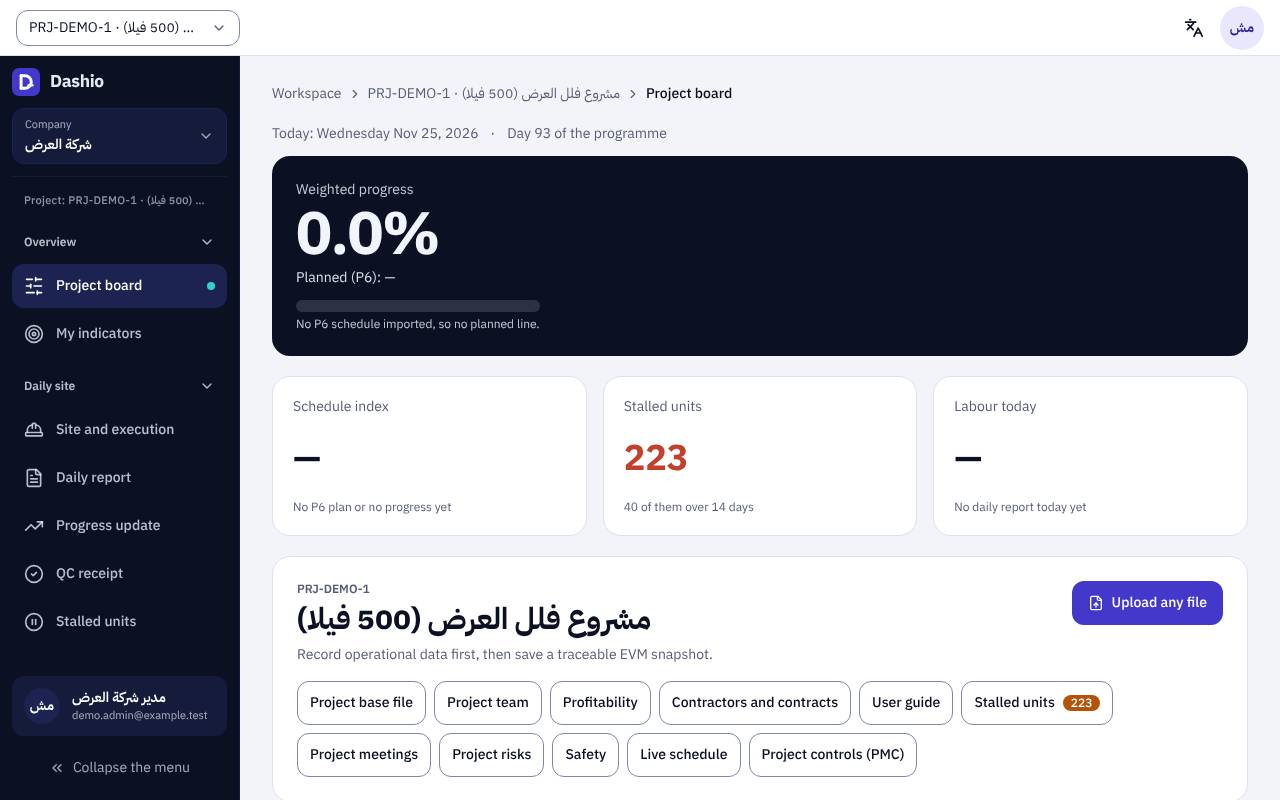 PRJ-DEMO-1 · (500 فيلا) ...
مش
Dashio
Company
شركة العرض
Project: PRJ-DEMO-1 · (500 فيلا) ...
Overview
Project board
My indicators
Daily site
Site and execution
Daily report
Progress update
QC receipt
Stalled units
مش
مدير شركة العرض
demo.admin@example.test
Collapse the menu
Workspace > PRJ-DEMO-1 · مشروع فلل العرض (500 فيلا) > Project board
Today: Wednesday Nov 25, 2026 · Day 93 of the programme
Weighted progress
0.0%
Planned (P6): —
No P6 schedule imported, so no planned line.
Schedule index
—
No P6 plan or no progress yet
Stalled units
223
40 of them over 14 days
Labour today
—
No daily report today yet
PRJ-DEMO-1
مشروع فلل العرض (500 فيلا)
Record operational data first, then save a traceable EVM snapshot.
Upload any file
Project base file
Project team
Profitability
Contractors and contracts
User guide
Stalled units 223
Project meetings
Project risks
Safety
Live schedule
Project controls (PMC)